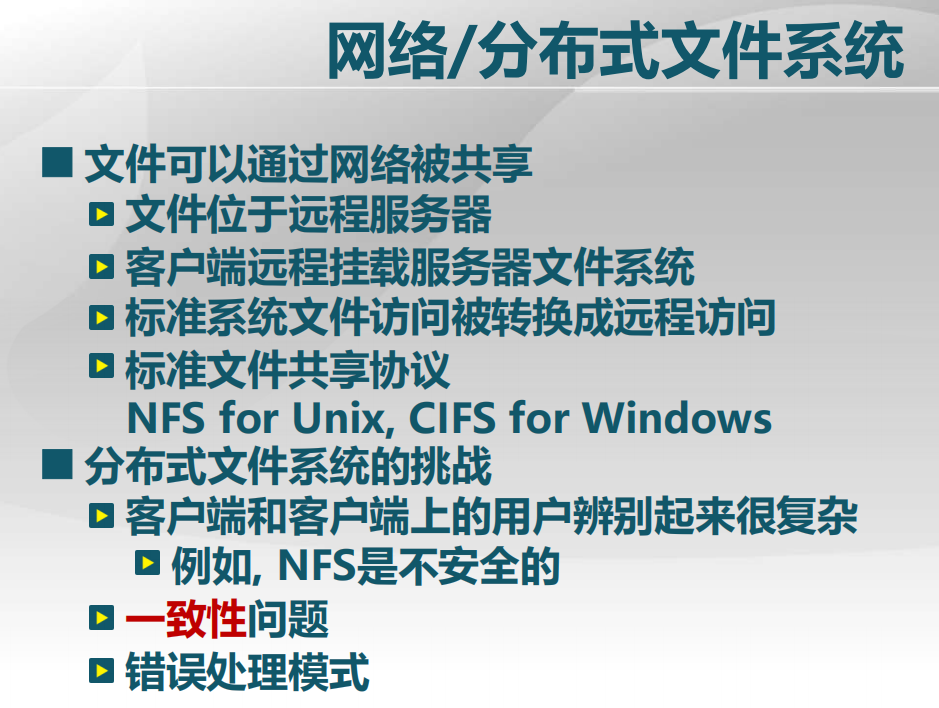 网络/分布式文件系统
文件可以通过网络被共享
文件位于远程服务器
客户端远程挂载服务器文件系统
标准系统文件访问被转换成远程访问
标准文件共享协议
NFS for Unix, CIFS for Windows
分布式文件系统的挑战
客户端和客户端上的用户辨别起来很复杂
例如, NFS是不安全的
一致性问题
错误处理模式